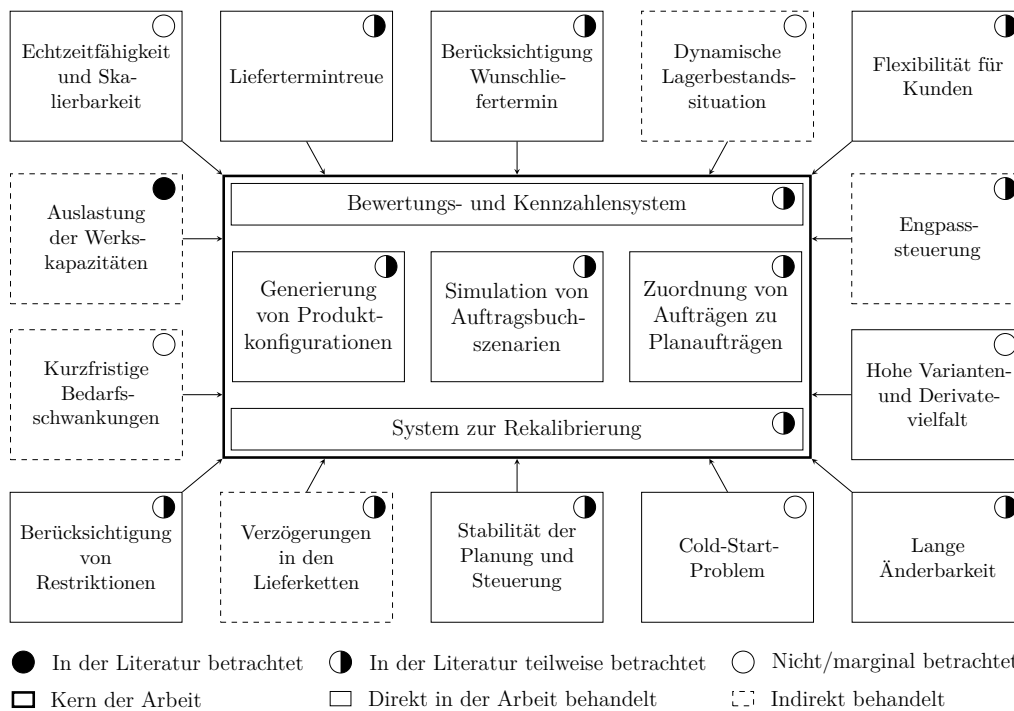 Echtzeitfähigkeit
und Ska-
lierbarkeit
Liefertermintreue
Berücksichtigung
Wunschlie-
fertermin
Dynamische
Lagerbestands-
situation
Flexibilität für
Kunden
Auslastung
der Werks-
kapazitäten
Bewertungs- und Kennzahlensystem
Engpass-
steuerung
Generierung
von Produkt-
konfigurationen
Simulation von
Auftragsbuch-
szenarien
Zuordnung von
Aufträgen zu
Planaufträgen
Kurzfristige
Bedarfs-
schwankungen
Hohe Varianten-
und Derivate-
vielfalt
System zur Rekalibrierung
Berücksichtigung
von
Restriktionen
Verzögerungen
in den
Lieferketten
Stabilität der
Planung und
Steuerung
Cold-Start-
Problem
Lange
Änderbarkeit
In der Literatur betrachtet
In der Literatur teilweise betrachtet
Nicht/marginal betrachtet
Kern der Arbeit
Direkt in der Arbeit behandelt
Indirekt behandelt